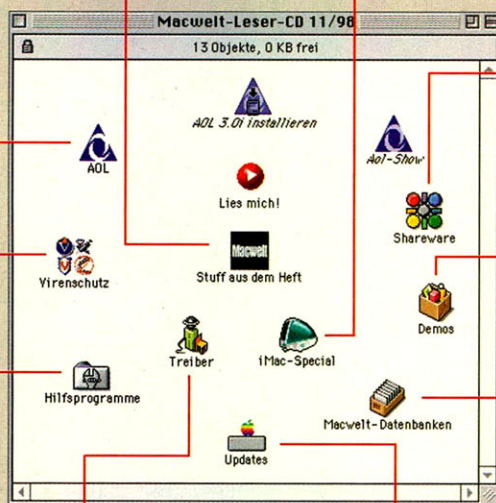 Macwelt-Leser-CD 11/98
13 Objekte, 0 KB frei
AOL 3.0i installieren
AOL
Aol-Show
Lies mich!
Shareware
Macwelt
Virenschutz
Stuff aus dem Heft
Demos
Treiber
iMac-Special
Hilfsprogramme
Macwelt-Datenbanken
Updates